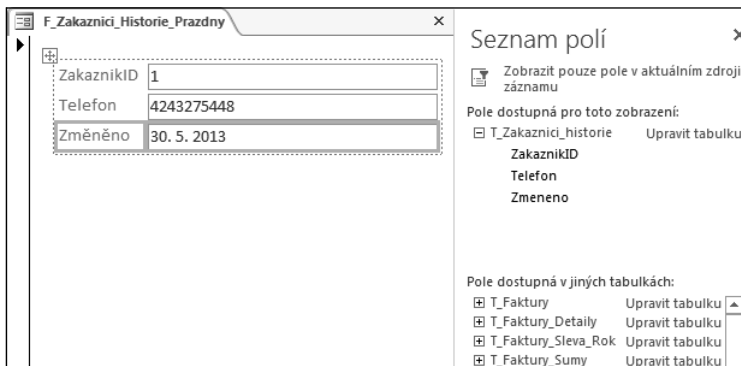 F_Zakaznici_Historie_Prazdny
ZakaznikID 1
Telefon 4243275448
Změněno 30. 5. 2013
Seznam polí
Zobrazit pouze pole v aktuálním zdroji
záznamu
Pole dostupná pro toto zobrazení:
T_Zakaznici_historie Upravit tabulku
ZakaznikID
Telefon
Zmeneno
Pole dostupná v jiných tabulkách:
T_Faktury Upravit tabulku
T_Faktury_Detaily Upravit tabulku
T_Faktury_Sleva_Rok Upravit tabulku
T_Faktury_Sumy Upravit tabulku